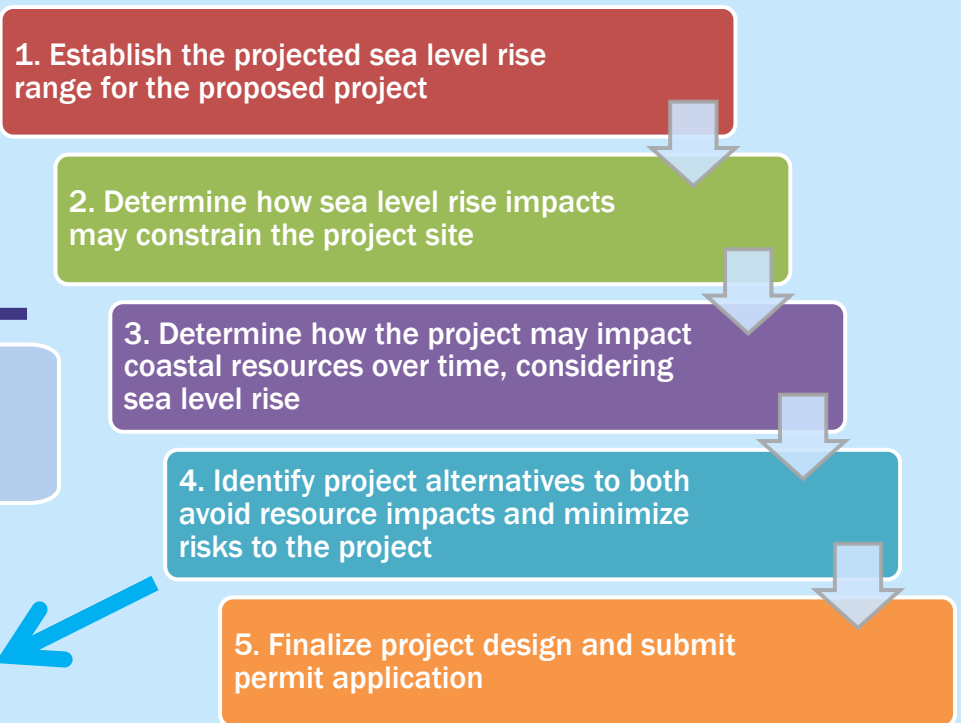 1. Establish the projected sea level rise
range for the proposed project
2. Determine how sea level rise impacts
may constrain the project site
3. Determine how the project may impact
coastal resources over time, considering
sea level rise
4. Identify project alternatives to both
avoid resource impacts and minimize
risks to the project
5. Finalize project design and submit
permit application